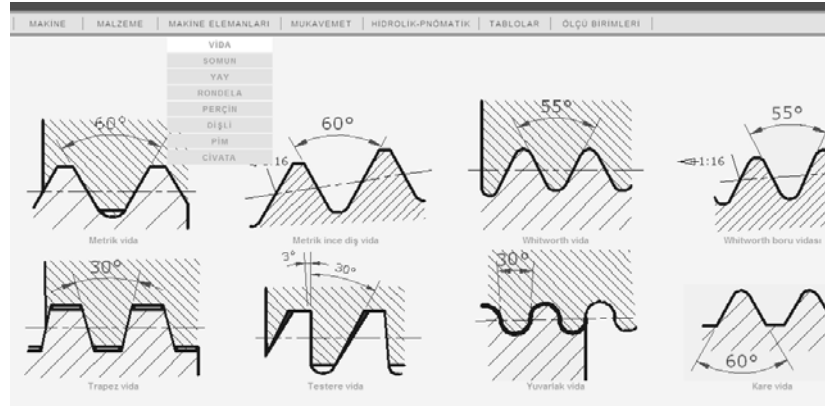 MAKİNE | MALZEME | MAKİNE ELEMANLARI | MUKAVEMET | HİDROLİK-PNÖMATİK | TABLOLAR | ÖLÇÜ BİRİMLERİ
VİDA
SOMUN
YAY
RONDELA
PERÇİN
DİŞLİ
PİM
CİVATA
60° 60° 55° 55°
1:16 1:16
Metrik vida Metrik ince diş vida Whitworth vida Whitworth boru vidası
30° 3° 30° 30°
60°
Trapez vida Testere vida Yuvarlak vida Kare vida